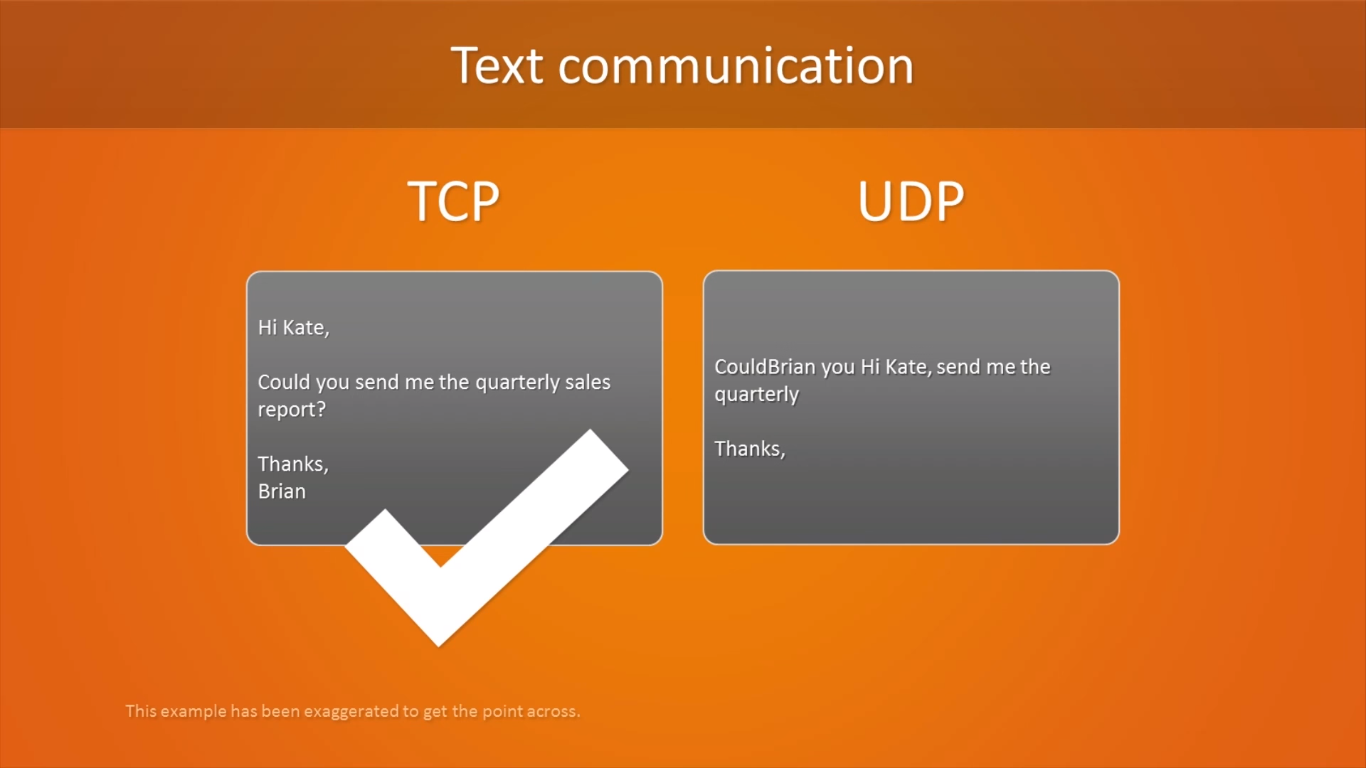 Text communication
TCP
UDP
Hi Kate,
Could you send me the quarterly sales
report?
Thanks,
Brian
CouldBrian you Hi Kate, send me the
quarterly
Thanks,
This example has been exaggerated to get the point across.